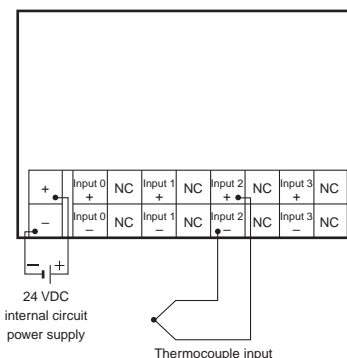 + Input 0 + NC Input 1 + NC Input 2 + NC Input 3 + NC
– Input 0 – NC Input 1 – NC Input 2 – NC Input 3 – NC
– +
24 VDC
internal circuit
power supply
Thermocouple input